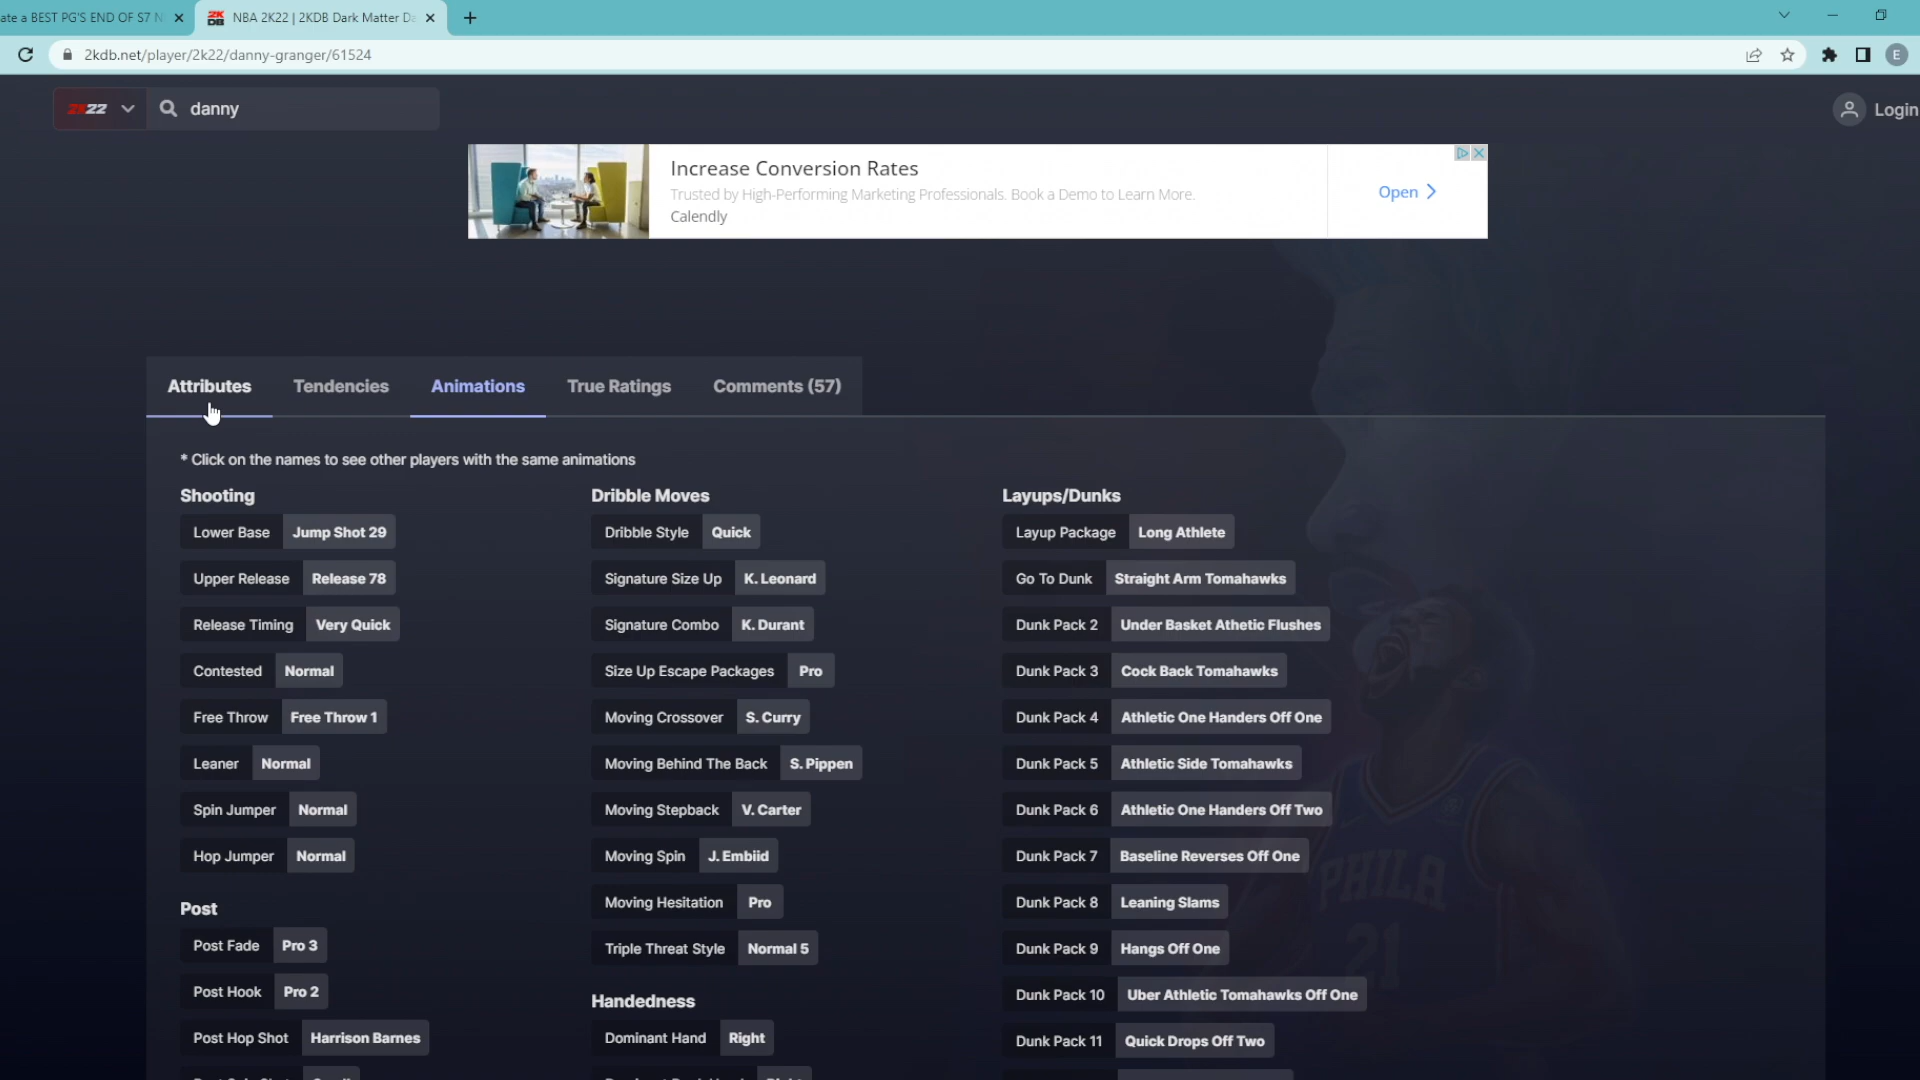 ate a BEST PG'S END OF S7 N
NBA 2K22 | 2KDB Dark Matter Da
2kdb.net/player/2k22/danny-granger/61524
E
2K22
danny
Login
Increase Conversion Rates
Trusted by High-Performing Marketing Professionals. Book a Demo to Learn More.
Calendly
Open
Attributes
Tendencies
Animations
True Ratings
Comments (57)
* Click on the names to see other players with the same animations
Shooting
Lower Base Jump Shot 29
Upper Release Release 78
Release Timing Very Quick
Contested Normal
Free Throw Free Throw 1
Leaner Normal
Spin Jumper Normal
Hop Jumper Normal
Post
Post Fade Pro 3
Post Hook Pro 2
Post Hop Shot Harrison Barnes
Dribble Moves
Dribble Style Quick
Signature Size Up K. Leonard
Signature Combo K. Durant
Size Up Escape Packages Pro
Moving Crossover S. Curry
Moving Behind The Back S. Pippen
Moving Stepback V. Carter
Moving Spin J. Embiid
Moving Hesitation Pro
Triple Threat Style Normal 5
Handedness
Dominant Hand Right
Layups/Dunks
Layup Package Long Athlete
Go To Dunk Straight Arm Tomahawks
Dunk Pack 2 Under Basket Athetic Flushes
Dunk Pack 3 Cock Back Tomahawks
Dunk Pack 4 Athletic One Handers Off One
Dunk Pack 5 Athletic Side Tomahawks
Dunk Pack 6 Athletic One Handers Off Two
Dunk Pack 7 Baseline Reverses Off One
Dunk Pack 8 Leaning Slams
Dunk Pack 9 Hangs Off One
Dunk Pack 10 Uber Athletic Tomahawks Off One
Dunk Pack 11 Quick Drops Off Two
PHILA
21